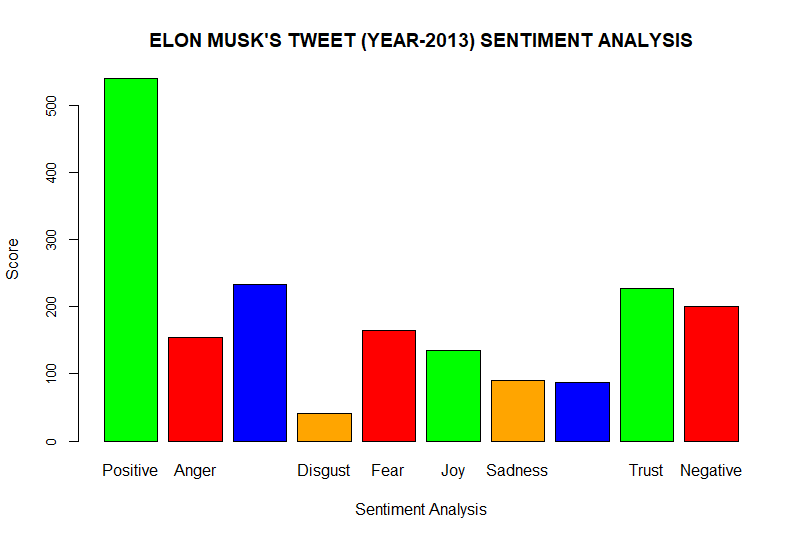 ELON MUSK'S TWEET (YEAR-2013) SENTIMENT ANALYSIS
500
400
300
200
100
0
Score
Positive Anger Disgust Fear Joy Sadness Trust Negative
Sentiment Analysis